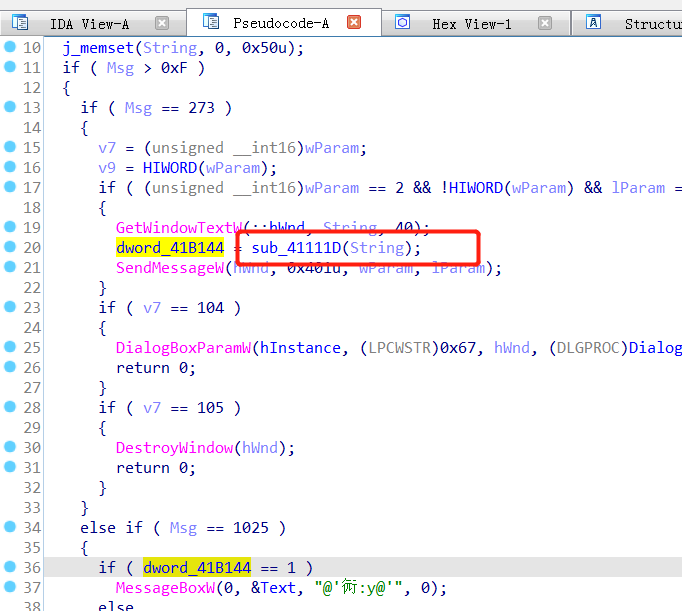 IDA View-A Pseudocode-A Hex View-1 Structu
10 j_memset(String, 0, 0x50u);
11 if ( Msg > 0xF )
12 {
13 if ( Msg == 273 )
14 {
15 v7 = (unsigned __int16)wParam;
16 v9 = HIWORD(wParam);
17 if ( (unsigned __int16)wParam == 2 && !HIWORD(wParam) && lParam =
18 {
19 GetWindowTextW(::hWnd, String, 40);
20 dword_41B144 = sub_41111D(String);
21 SendMessageW(hWnd, 0x401u, wParam, lParam);
22 }
23 if ( v7 == 104 )
24 {
25 DialogBoxParamW(hInstance, (LPCWSTR)0x67, hWnd, (DLGPROC)Dialog
26 return 0;
27 }
28 if ( v7 == 105 )
29 {
30 DestroyWindow(hWnd);
31 return 0;
32 }
33 }
34 else if ( Msg == 1025 )
35 {
36 if ( dword_41B144 == 1 )
37 MessageBoxW(0, &Text, "@'衏:y@'", 0);
38 else